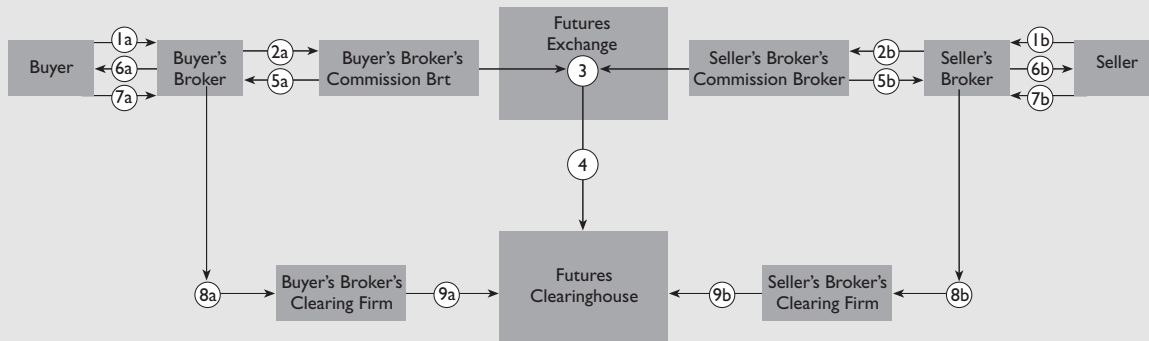 Futures
Exchange
1a
6a
7a
Buyer
Buyer's
Broker
2a
5a
Buyer's Broker's
Commission Brt
3
Seller's Broker's
Commission Broker
2b
5b
Seller's
Broker
1b
6b
7b
Seller
4
8a
Buyer's Broker's
Clearing Firm
9a
Futures
Clearinghouse
9b
Seller's Broker's
Clearing Firm
8b